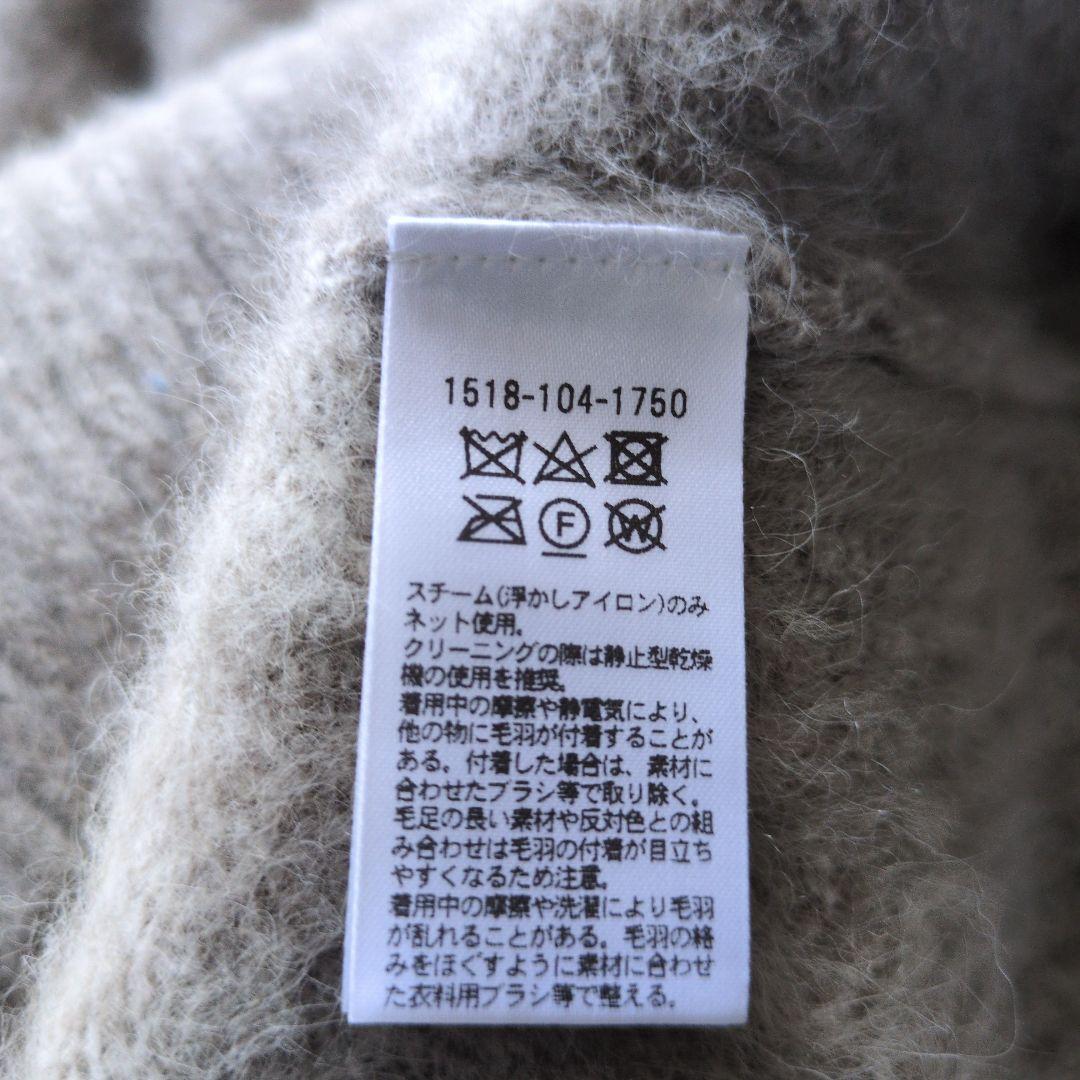 1518-104-1750
F
W
スチーム(浮かしアイロン)のみ
ネット使用。
クリーニングの際は静止型乾燥
機の使用を推奨。
着用中の摩擦や静電気により、
他の物に毛羽が付着することが
ある。付着した場合は、素材に
合わせたブラシ等で取り除く。
毛足の長い素材や反対色との組
み合わせは毛羽の付着が目立ち
やすくなるため注意。
着用中の摩擦や洗濯により毛羽
が乱れることがある。毛羽の絡
みをほぐすように素材に合わせ
た衣料用ブラシ等で整える。